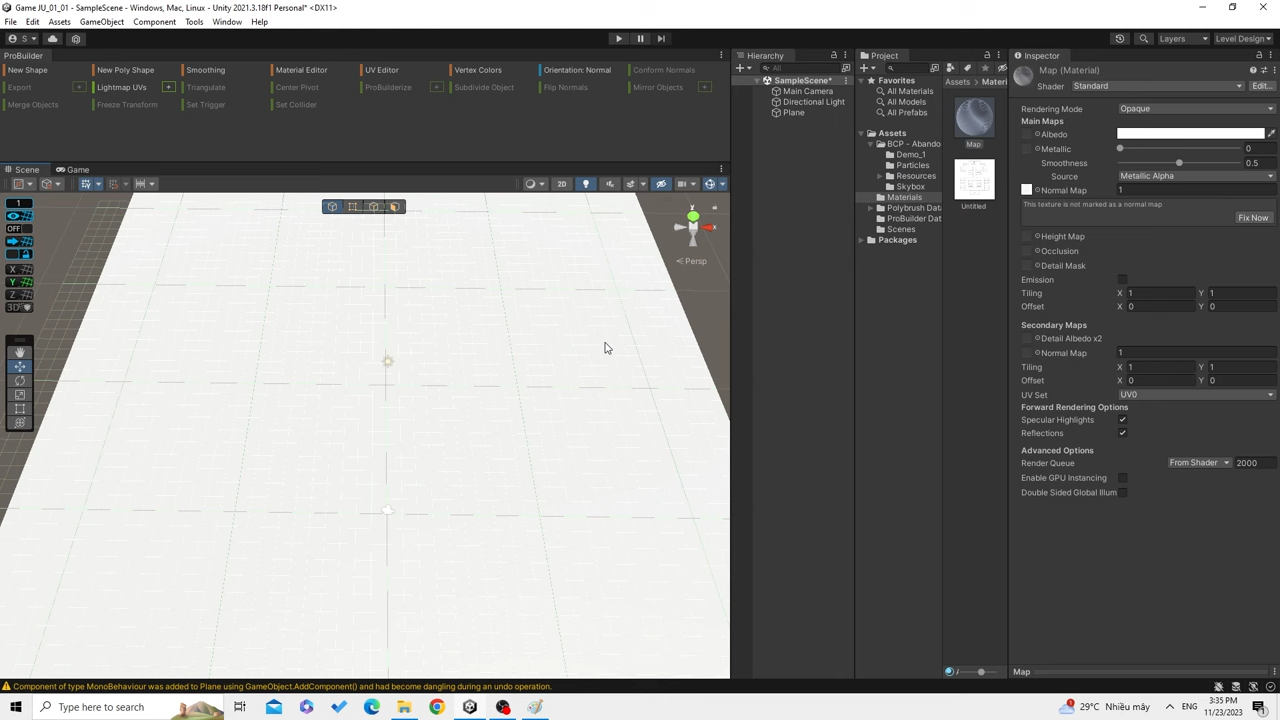 Game JU_01_01 - SampleScene - Windows, Mac, Linux - Unity 2021.3.18f1 Personal* <DX11>
File Edit Assets GameObject Component Tools Window Help
S
Layers
Level Design
ProBuilder
New Shape New Poly Shape Smoothing Material Editor UV Editor Vertex Colors Orientation: Normal Conform Normals
Export Lightmap UVs Triangulate Center Pivot ProBuilderize Subdivide Object Flip Normals Mirror Objects
Merge Objects Freeze Transform Set Trigger Set Collider
Scene Game
2D
1
OFF
X
Y
Z
3D
y
x
Persp
Hierarchy
All
SampleScene*
Main Camera
Directional Light
Plane
Project
Favorites
All Materials
All Models
All Prefabs
Assets
BCP - Abando
Demo_1
Particles
Resources
Skybox
Materials
Polybrush Dat
ProBuilder Dat
Scenes
Packages
Assets > Materi
Map
Untitled
Inspector
Map (Material)
Shader Standard Edit...
Rendering Mode Opaque
Main Maps
Albedo
Metallic 0
Smoothness 0.5
Source Metallic Alpha
Normal Map 1
This texture is not marked as a normal map
Fix Now
Height Map
Occlusion
Detail Mask
Emission
Tiling X 1 Y 1
Offset X 0 Y 0
Secondary Maps
Detail Albedo x2
Normal Map 1
Tiling X 1 Y 1
Offset X 0 Y 0
UV Set UV0
Forward Rendering Options
Specular Highlights
Reflections
Advanced Options
Render Queue From Shader 2000
Enable GPU Instancing
Double Sided Global Illum
Map
Component of type MonoBehaviour was added to Plane using GameObject.AddComponent() and had become dangling during an undo operation.
Type here to search
29°C Nhiều mây
ENG
3:35 PM
11/23/2023